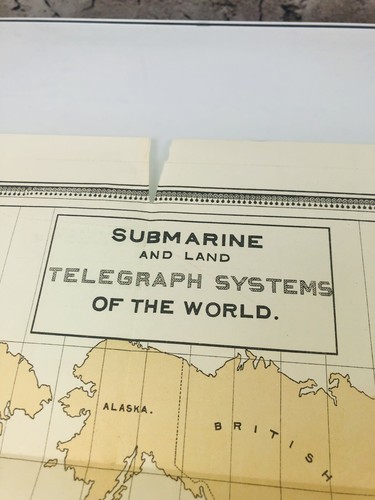 SUBMARINE
AND LAND
TELEGRAPH SYSTEMS
OF THE WORLD.
ALASKA.
BRITISH